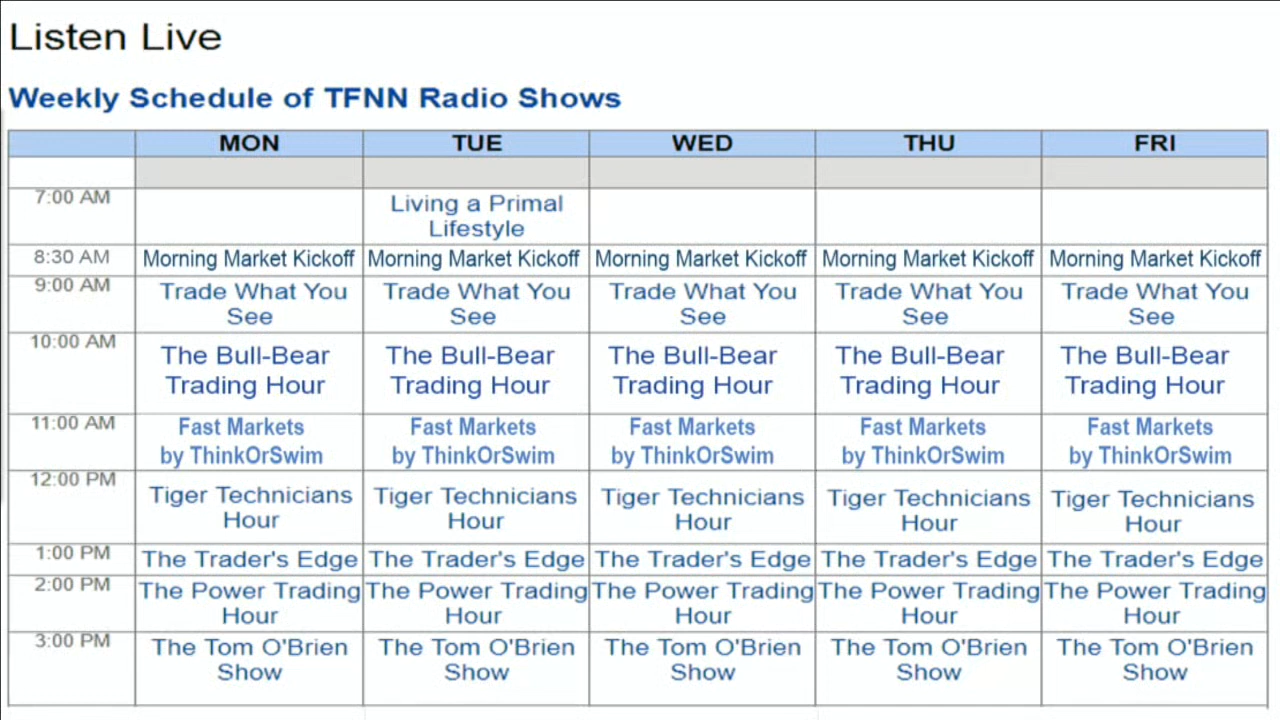 Listen Live
Weekly Schedule of TFNN Radio Shows
MON TUE WED THU FRI
7:00 AM Living a Primal
Lifestyle
8:30 AM Morning Market Kickoff Morning Market Kickoff Morning Market Kickoff Morning Market Kickoff Morning Market Kickoff
9:00 AM Trade What You Trade What You Trade What You Trade What You Trade What You
See See See See See
10:00 AM The Bull-Bear The Bull-Bear The Bull-Bear The Bull-Bear The Bull-Bear
Trading Hour Trading Hour Trading Hour Trading Hour Trading Hour
11:00 AM Fast Markets Fast Markets Fast Markets Fast Markets Fast Markets
by ThinkOrSwim by ThinkOrSwim by ThinkOrSwim by ThinkOrSwim by ThinkOrSwim
12:00 PM Tiger Technicians Tiger Technicians Tiger Technicians Tiger Technicians Tiger Technicians
Hour Hour Hour Hour Hour
1:00 PM The Trader's Edge The Trader's Edge The Trader's Edge The Trader's Edge The Trader's Edge
2:00 PM The Power Trading The Power Trading The Power Trading The Power Trading The Power Trading
Hour Hour Hour Hour Hour
3:00 PM The Tom O'Brien The Tom O'Brien The Tom O'Brien The Tom O'Brien The Tom O'Brien
Show Show Show Show Show